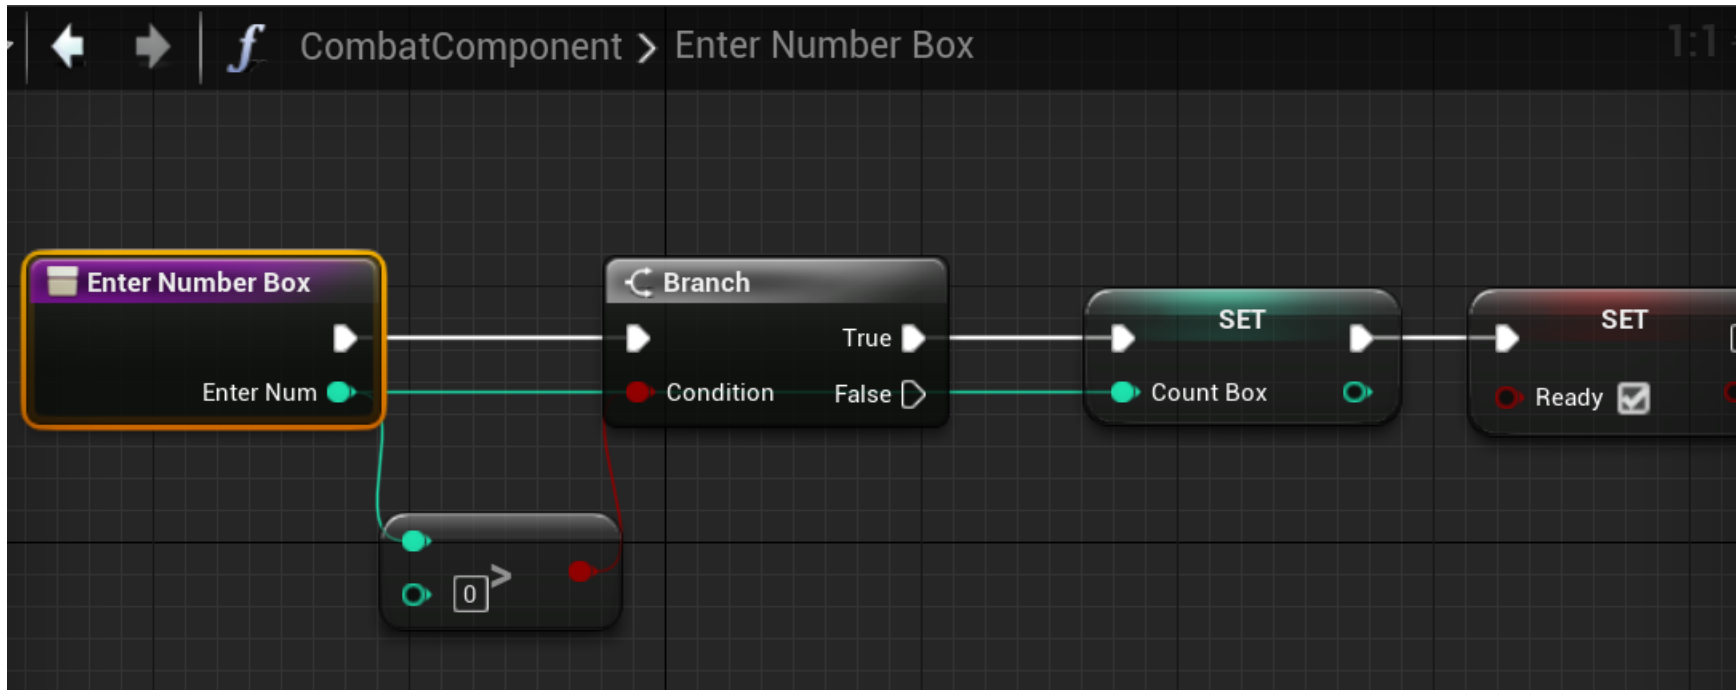 CombatComponent > Enter Number Box
1:1
Enter Number Box
Enter Num
Branch
True
Condition
False
SET
Count Box
SET
Ready
0
>